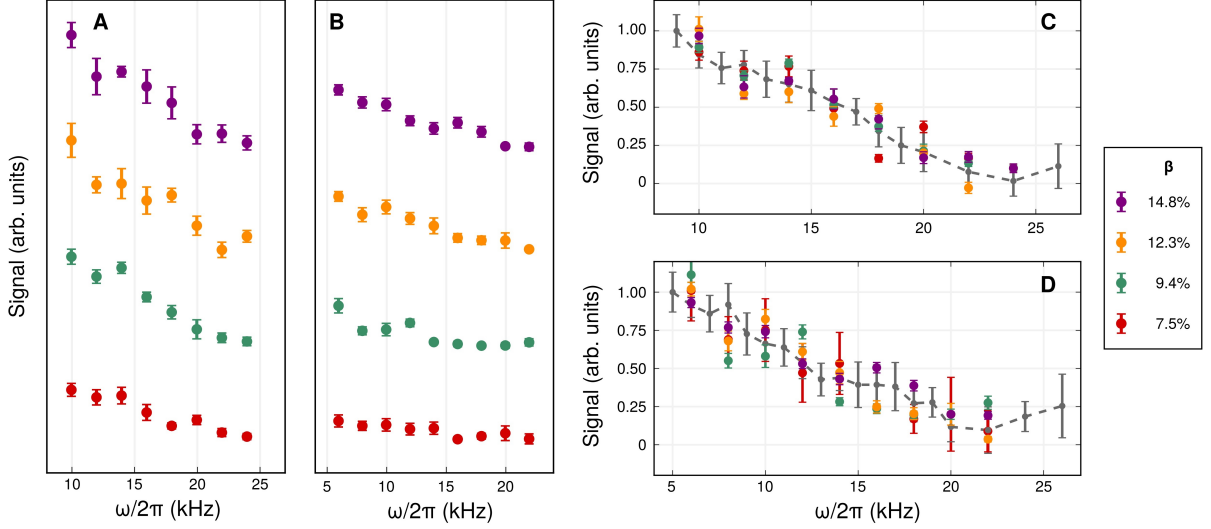 A
B
C
D
Signal (arb. units)
10
15
20
25
ω/2π (kHz)
5
10
15
20
ω/2π (kHz)
Signal (arb. units)
1.00
0.75
0.50
0.25
0
10
15
20
25
Signal (arb. units)
1.00
0.75
0.50
0.25
0
5
10
15
20
25
ω/2π (kHz)
β
14.8%
12.3%
9.4%
7.5%